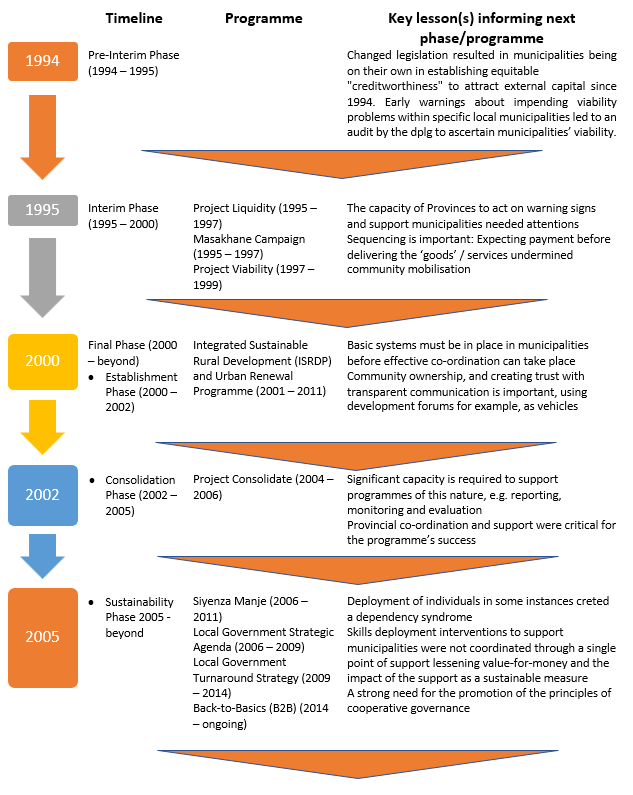 Timeline
Programme
Key lesson(s) informing next
phase/programme
1994
Pre-Interim Phase
(1994 – 1995)
Changed legislation resulted in municipalities being
on their own in establishing equitable
"creditworthiness" to attract external capital since
1994. Early warnings about impending viability
problems within specific local municipalities led to an
audit by the dplg to ascertain municipalities’ viability.
1995
Interim Phase
(1995 – 2000)
Project Liquidity (1995 –
1997)
Masakhane Campaign
(1995 – 1997)
Project Viability (1997 –
1999)
The capacity of Provinces to act on warning signs
and support municipalities needed attentions
Sequencing is important: Expecting payment before
delivering the ‘goods’ / services undermined
community mobilisation
2000
Final Phase (2000
– beyond)
• Establishment
Phase (2000 –
2002)
Integrated Sustainable
Rural Development (ISRDP)
and Urban Renewal
Programme (2001 – 2011)
Basic systems must be in place in municipalities
before effective co-ordination can take place
Community ownership, and creating trust with
transparent communication is important, using
development forums for example, as vehicles
2002
• Consolidation
Phase (2002 –
2005)
Project Consolidate (2004 –
2006)
Significant capacity is required to support
programmes of this nature, e.g. reporting,
monitoring and evaluation
Provincial co-ordination and support were critical for
the programme’s success
2005
• Sustainability
Phase 2005 -
beyond
Siyenza Manje (2006 –
2011)
Local Government Strategic
Agenda (2006 – 2009)
Local Government
Turnaround Strategy (2009
– 2014)
Back-to-Basics (B2B) (2014
– ongoing)
Deployment of individuals in some instances creted
a dependency syndrome
Skills deployment interventions to support
municipalities were not coordinated through a single
point of support lessening value-for-money and the
impact of the support as a sustainable measure
A strong need for the promotion of the principles of
cooperative governance